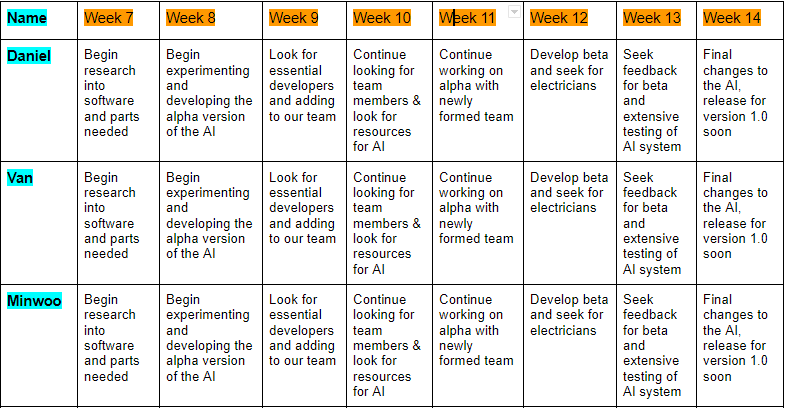 Name Week 7 Week 8 Week 9 Week 10 Week 11 Week 12 Week 13 Week 14
Daniel
Begin
research
into
software
and parts
needed
Begin
experimenting
and
developing the
alpha version
of the AI
Look for
essential
developers
and adding
to our team
Continue
looking for
team
members &
look for
resources
for AI
Continue
working on
alpha with
newly
formed team
Develop beta
and seek for
electricians
Seek
feedback
for beta
and
extensive
testing of
AI system
Final
changes to
the AI,
release for
version 1.0
soon
Van
Begin
research
into
software
and parts
needed
Begin
experimenting
and
developing the
alpha version
of the AI
Look for
essential
developers
and adding
to our team
Continue
looking for
team
members &
look for
resources
for AI
Continue
working on
alpha with
newly
formed team
Develop beta
and seek for
electricians
Seek
feedback
for beta
and
extensive
testing of
AI system
Final
changes to
the AI,
release for
version 1.0
soon
Minwoo
Begin
research
into
software
and parts
needed
Begin
experimenting
and
developing the
alpha version
of the AI
Look for
essential
developers
and adding
to our team
Continue
looking for
team
members &
look for
resources
for AI
Continue
working on
alpha with
newly
formed team
Develop beta
and seek for
electricians
Seek
feedback
for beta
and
extensive
testing of
AI system
Final
changes to
the AI,
release for
version 1.0
soon